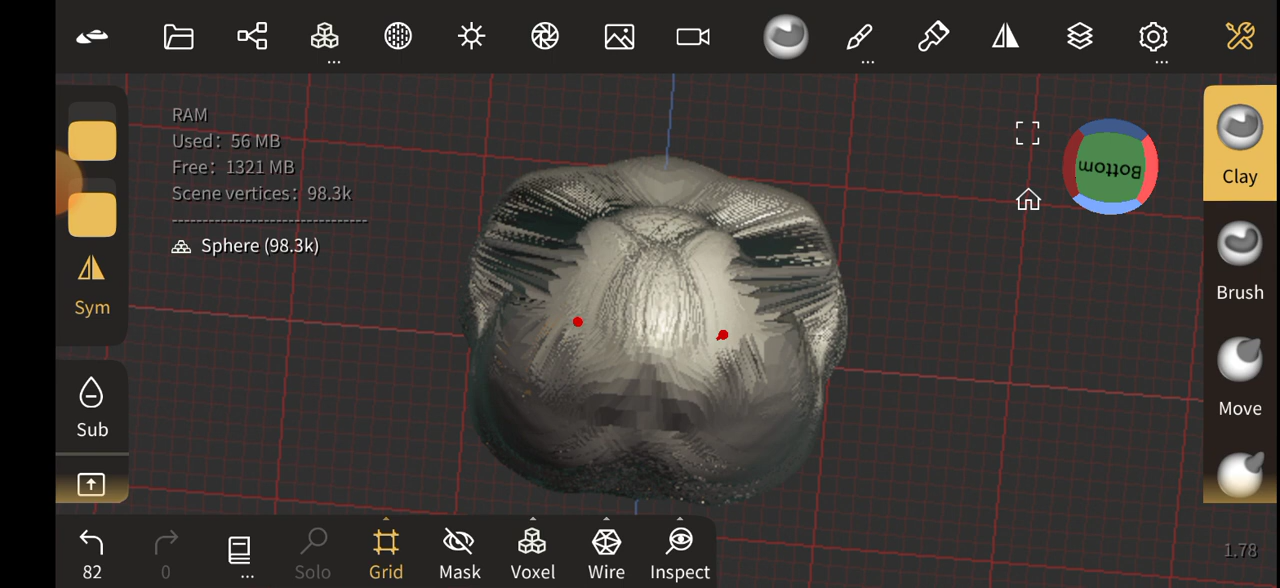 RAM
Used： 56 MB
Free： 1321 MB
Scene vertices： 98.3k
--------------------------------
Sphere (98.3k)
Bottom
Sym
Sub
Clay
Brush
Move
82
0
...
Solo
Grid
Mask
Voxel
Wire
Inspect
1.78